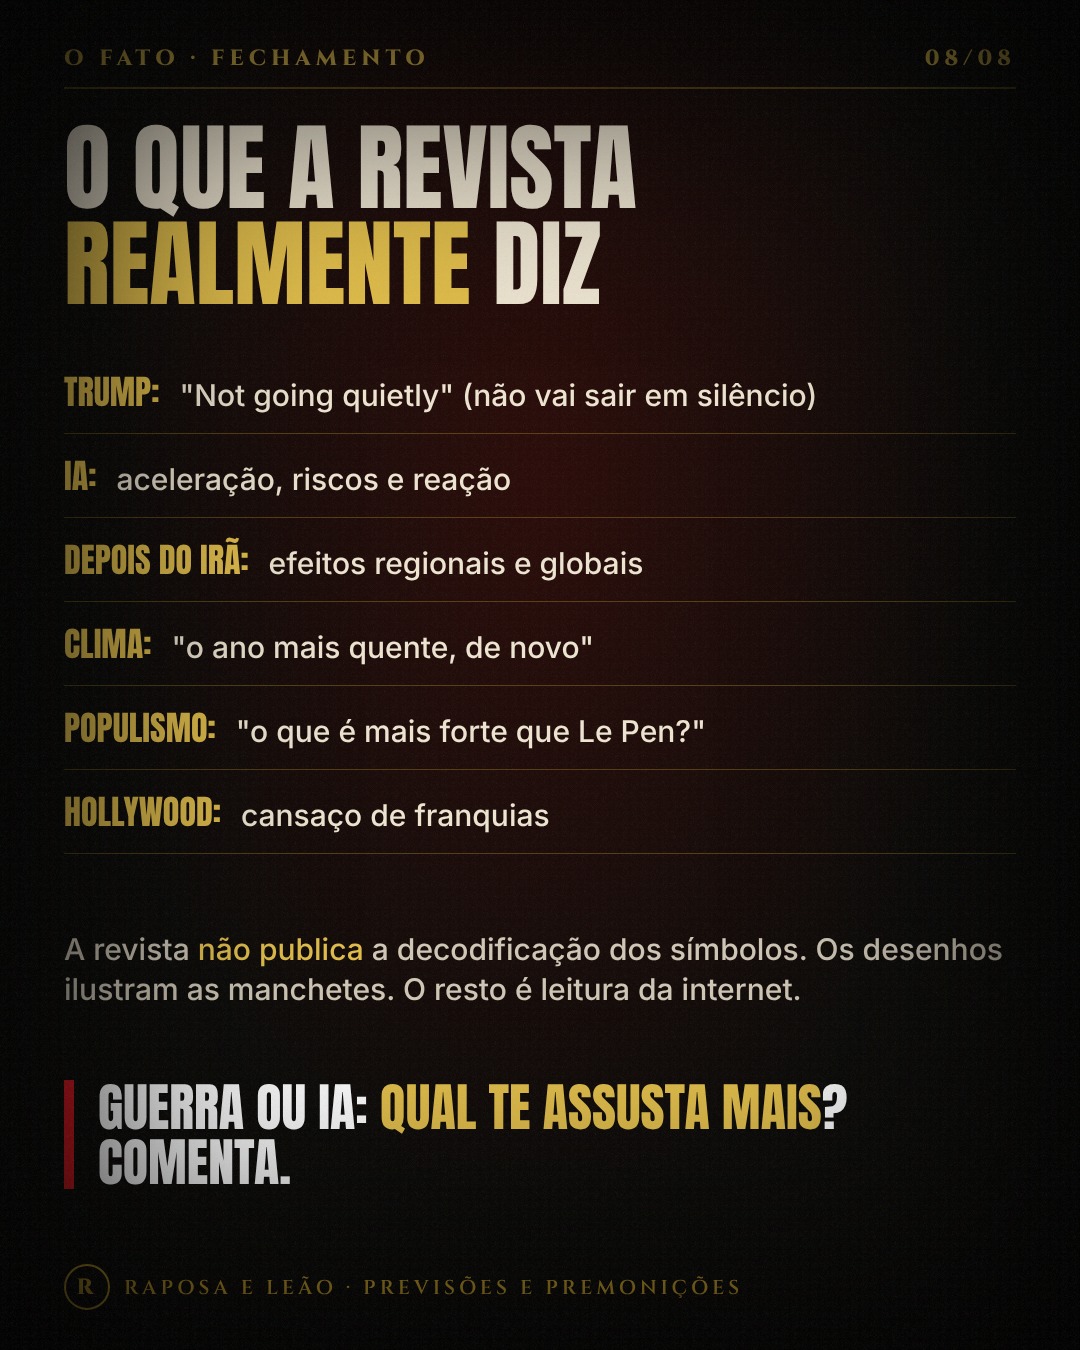 O FATO · FECHAMENTO
08/08
O QUE A REVISTA
REALMENTE DIZ
TRUMP: "Not going quietly" (não vai sair em silêncio)
IA: aceleração, riscos e reação
DEPOIS DO IRÃ: efeitos regionais e globais
CLIMA: "o ano mais quente, de novo"
POPULISMO: "o que é mais forte que Le Pen?"
HOLLYWOOD: cansaço de franquias
A revista não publica a decodificação dos símbolos. Os desenhos
ilustram as manchetes. O resto é leitura da internet.
GUERRA OU IA: QUAL TE ASSUSTA MAIS?
COMENTA.
R RAPOSA E LEÃO · PREVISÕES E PREMONIÇÕES